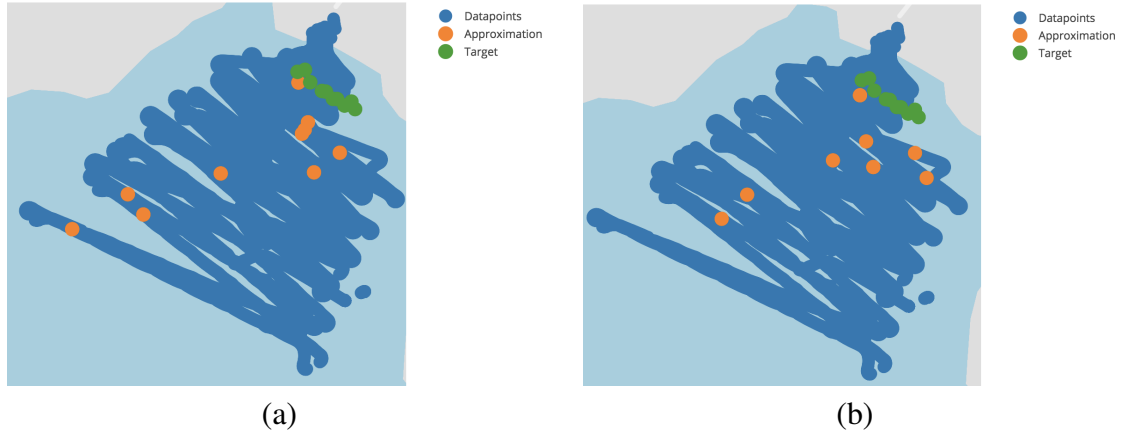 Datapoints
Approximation
Target
Datapoints
Approximation
Target
(a)
(b)